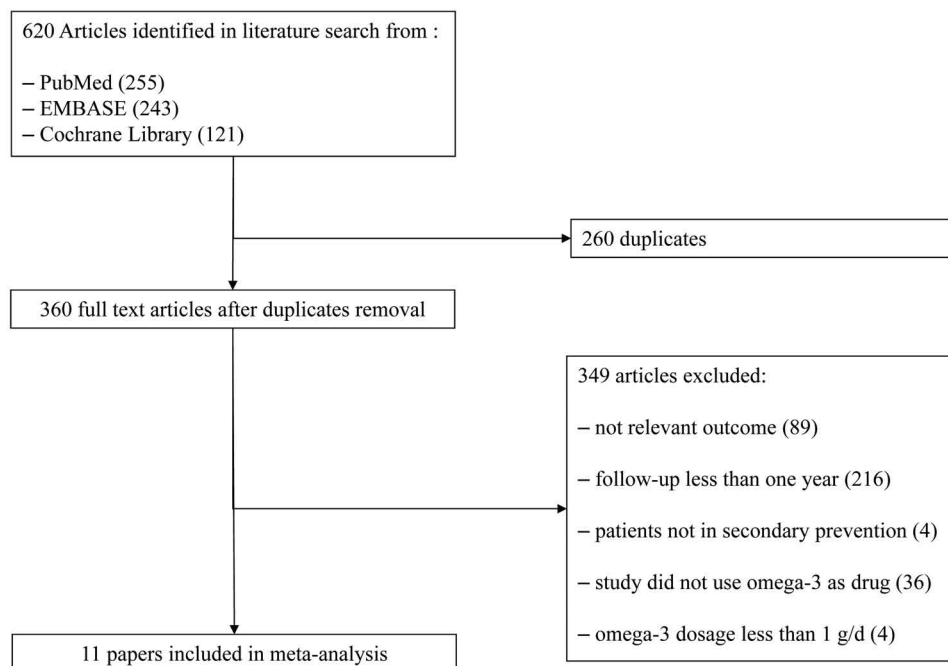 620 Articles identified in literature search from :
– PubMed (255)
– EMBASE (243)
– Cochrane Library (121)
260 duplicates
360 full text articles after duplicates removal
349 articles excluded:
– not relevant outcome (89)
– follow-up less than one year (216)
– patients not in secondary prevention (4)
– study did not use omega-3 as drug (36)
– omega-3 dosage less than 1 g/d (4)
11 papers included in meta-analysis